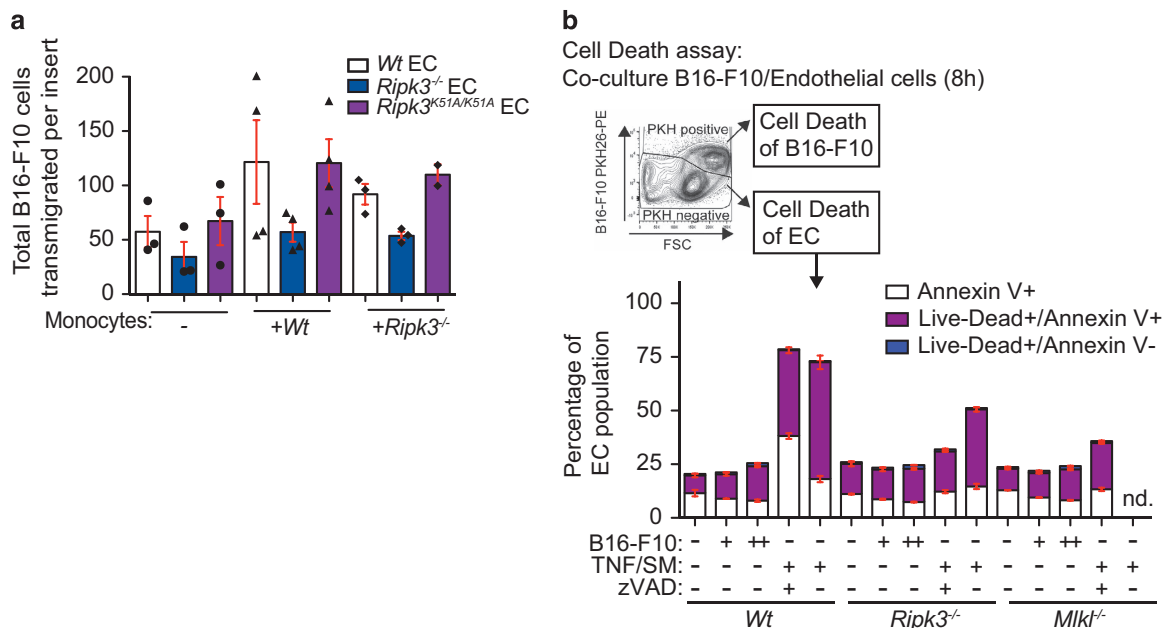 a
Wt EC
Ripk3-/- EC
Ripk3K51A/K51A EC
Total B16-F10 cells
transmigrated per insert
200
150
100
50
0
Monocytes: - +Wt +Ripk3-/-
b
Cell Death assay:
Co-culture B16-F10/Endothelial cells (8h)
B16-F10 PKH26-PE
PKH positive
PKH negative
FSC
Cell Death
of B16-F10
Cell Death
of EC
Annexin V+
Live-Dead+/Annexin V+
Live-Dead+/Annexin V-
Percentage of
EC population
100
75
50
25
0
nd.
B16-F10: - + ++ - - - + ++ - - - + ++ - -
TNF/SM: - - - + + - - - + + - - - + +
zVAD: - - - + - - - - + - - - - + -
Wt Ripk3-/- Mlkl-/-